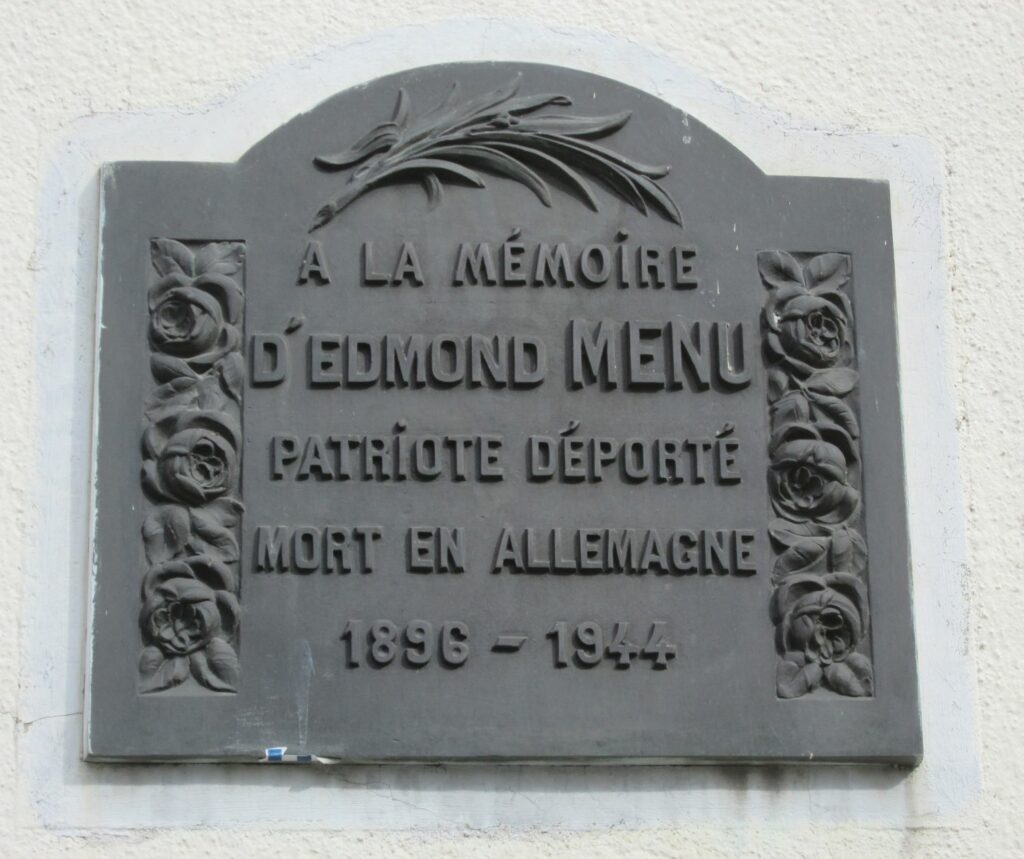 A LA MÉMOIRE
D'EDMOND MENU
PATRIOTE DÉPORTÉ
MORT EN ALLEMAGNE
1896 - 1944